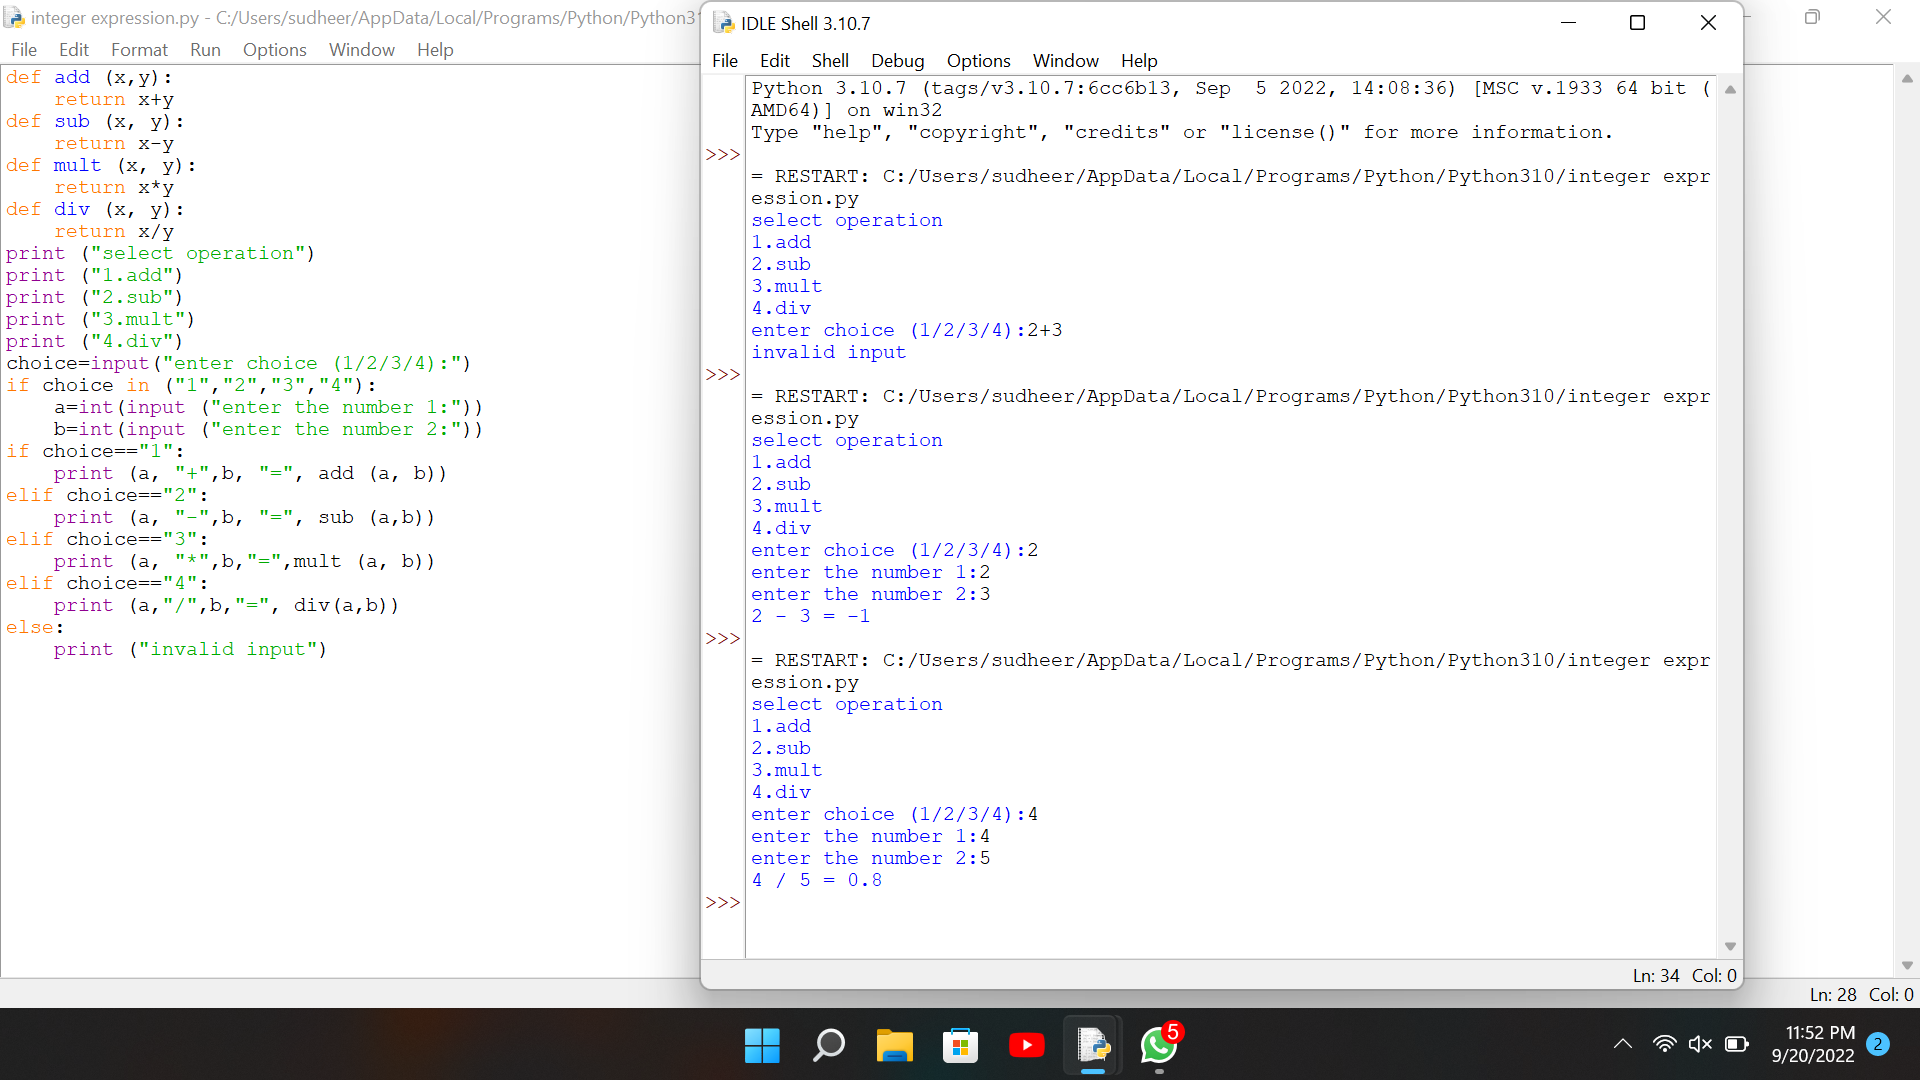 integer expression.py - C:/Users/sudheer/AppData/Local/Programs/Python/Python3
File Edit Format Run Options Window Help
def add (x,y):
    return x+y
def sub (x, y):
    return x-y
def mult (x, y):
    return x*y
def div (x, y):
    return x/y
print ("select operation")
print ("1.add")
print ("2.sub")
print ("3.mult")
print ("4.div")
choice=input("enter choice (1/2/3/4):")
if choice in ("1","2","3","4"):
    a=int(input ("enter the number 1:"))
    b=int(input ("enter the number 2:"))
if choice=="1":
    print (a, "+",b, "=", add (a, b))
elif choice=="2":
    print (a, "-",b, "=", sub (a,b))
elif choice=="3":
    print (a, "*",b,"=",mult (a, b))
elif choice=="4":
    print (a,"/",b,"=", div(a,b))
else:
    print ("invalid input")
IDLE Shell 3.10.7
File Edit Shell Debug Options Window Help
Python 3.10.7 (tags/v3.10.7:6cc6b13, Sep  5 2022, 14:08:36) [MSC v.1933 64 bit (
AMD64)] on win32
Type "help", "copyright", "credits" or "license()" for more information.
>>>
= RESTART: C:/Users/sudheer/AppData/Local/Programs/Python/Python310/integer expr
ession.py
select operation
1.add
2.sub
3.mult
4.div
enter choice (1/2/3/4):2+3
invalid input
>>>
= RESTART: C:/Users/sudheer/AppData/Local/Programs/Python/Python310/integer expr
ession.py
select operation
1.add
2.sub
3.mult
4.div
enter choice (1/2/3/4):2
enter the number 1:2
enter the number 2:3
2 - 3 = -1
>>>
= RESTART: C:/Users/sudheer/AppData/Local/Programs/Python/Python310/integer expr
ession.py
select operation
1.add
2.sub
3.mult
4.div
enter choice (1/2/3/4):4
enter the number 1:4
enter the number 2:5
4 / 5 = 0.8
>>>
Ln: 34 Col: 0
Ln: 28 Col: 0
5
11:52 PM
9/20/2022
2